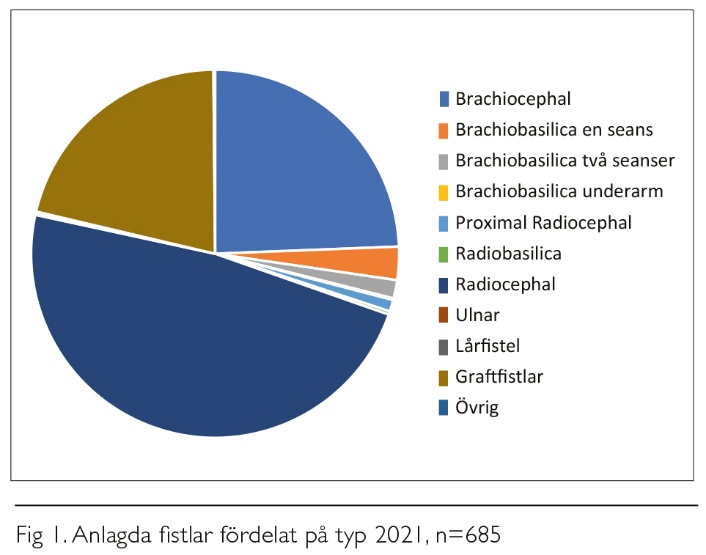 Brachiocephal
Brachiobasilica en seans
Brachiobasilica två seanser
Brachiobasilica underarm
Proximal Radiocephal
Radiobasilica
Radiocephal
Ulnar
Lårfistel
Graftfistlar
Övrig
Fig 1. Anlagda fistlar fördelat på typ 2021, n=685